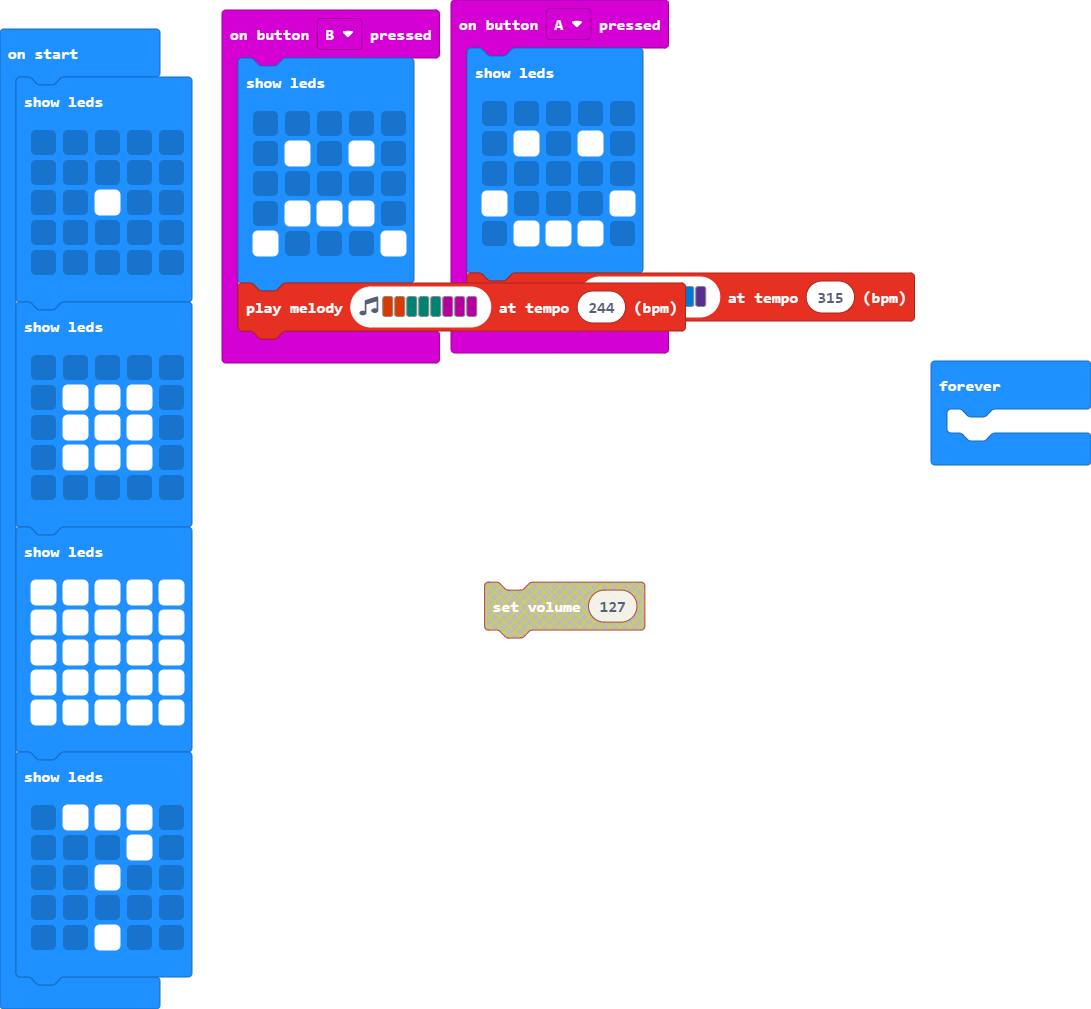 on start
show leds
show leds
show leds
show leds
on button B pressed
show leds
play melody at tempo 244 (bpm)
on button A pressed
show leds
at tempo 315 (bpm)
forever
set volume 127